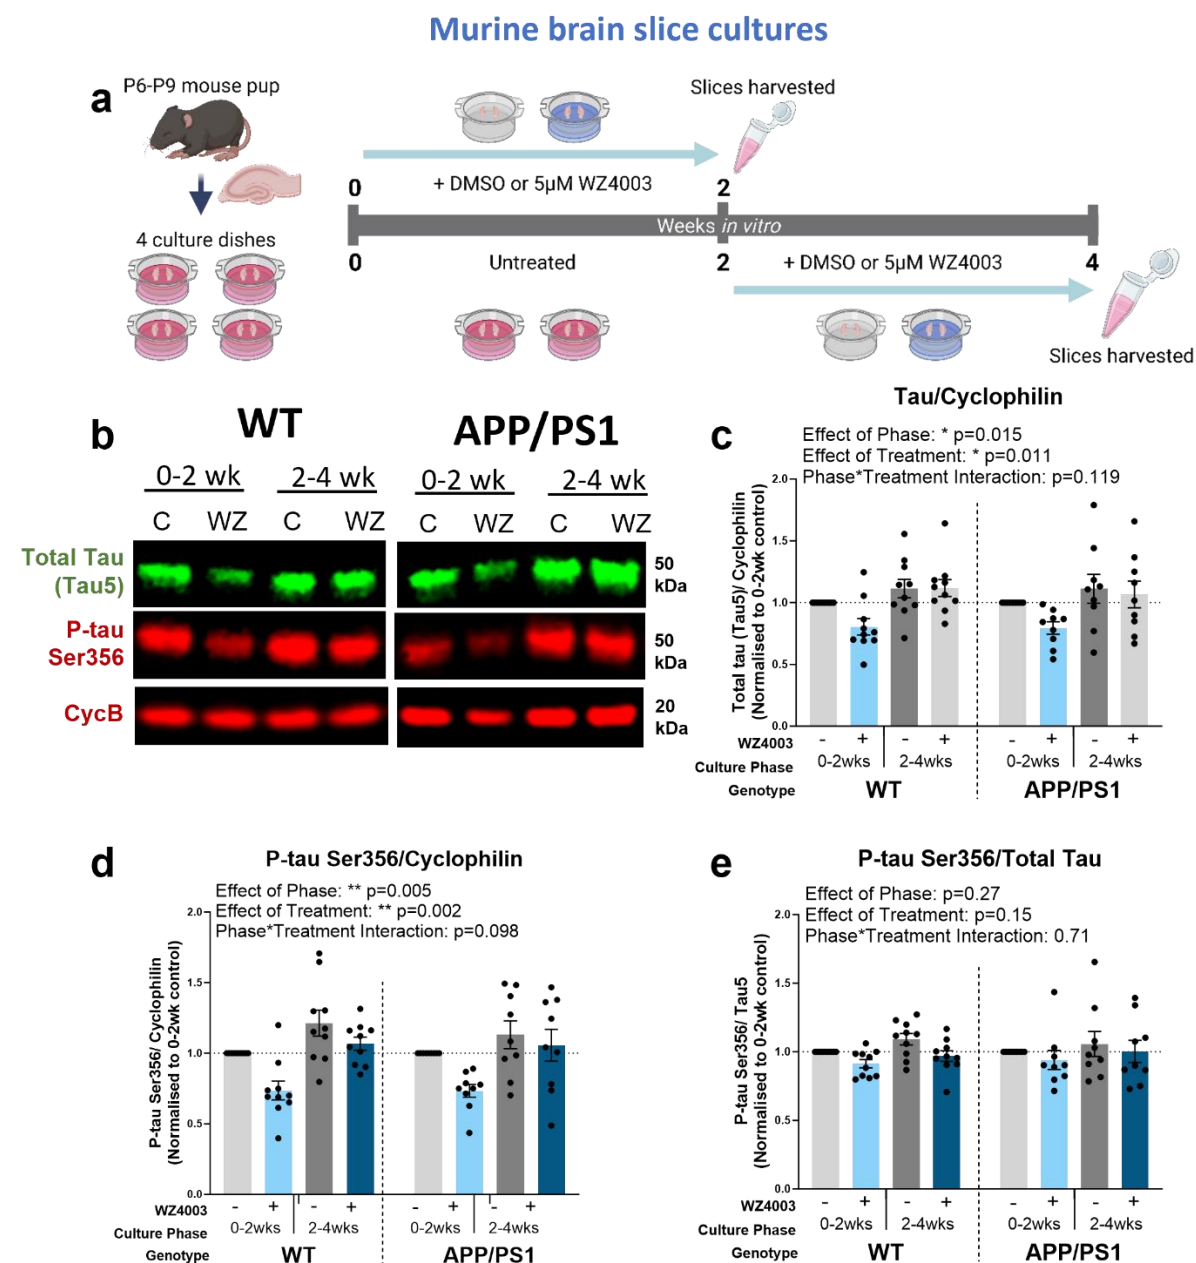 Murine brain slice cultures
a
P6-P9 mouse pup
4 culture dishes
Slices harvested
+ DMSO or 5µM WZ4003
0
2
Weeks in vitro
0
Untreated
2
+ DMSO or 5µM WZ4003
4
Slices harvested
b
WT
APP/PS1
0-2 wk
2-4 wk
0-2 wk
2-4 wk
C
WZ
C
WZ
C
WZ
C
WZ
Total Tau
(Tau5)
50
kDa
P-tau
Ser356
50
kDa
CycB
20
kDa
c
Tau/Cyclophilin
Effect of Phase: * p=0.015
Effect of Treatment: * p=0.011
Phase*Treatment Interaction: p=0.119
Total tau (Tau5)/ Cyclophilin
(Normalised to 0-2wk control)
2.0
1.5
1.0
0.5
0.0
WZ4003
- + - + - + - +
Culture Phase
0-2wks 2-4wks 0-2wks 2-4wks
Genotype
WT
APP/PS1
d
P-tau Ser356/Cyclophilin
Effect of Phase: ** p=0.005
Effect of Treatment: ** p=0.002
Phase*Treatment Interaction: p=0.098
P-tau Ser356/ Cyclophilin
(Normalised to 0-2wk control)
2.0
1.5
1.0
0.5
0.0
WZ4003
- + - + - + - +
Culture Phase
0-2wks 2-4wks 0-2wks 2-4wks
Genotype
WT
APP/PS1
e
P-tau Ser356/Total Tau
Effect of Phase: p=0.27
Effect of Treatment: p=0.15
Phase*Treatment Interaction: 0.71
P-tau Ser356/ Tau5
(Normalised to 0-2wk control)
2.0
1.5
1.0
0.5
0.0
WZ4003
- + - + - + - +
Culture Phase
0-2wks 2-4wks 0-2wks 2-4wks
Genotype
WT
APP/PS1